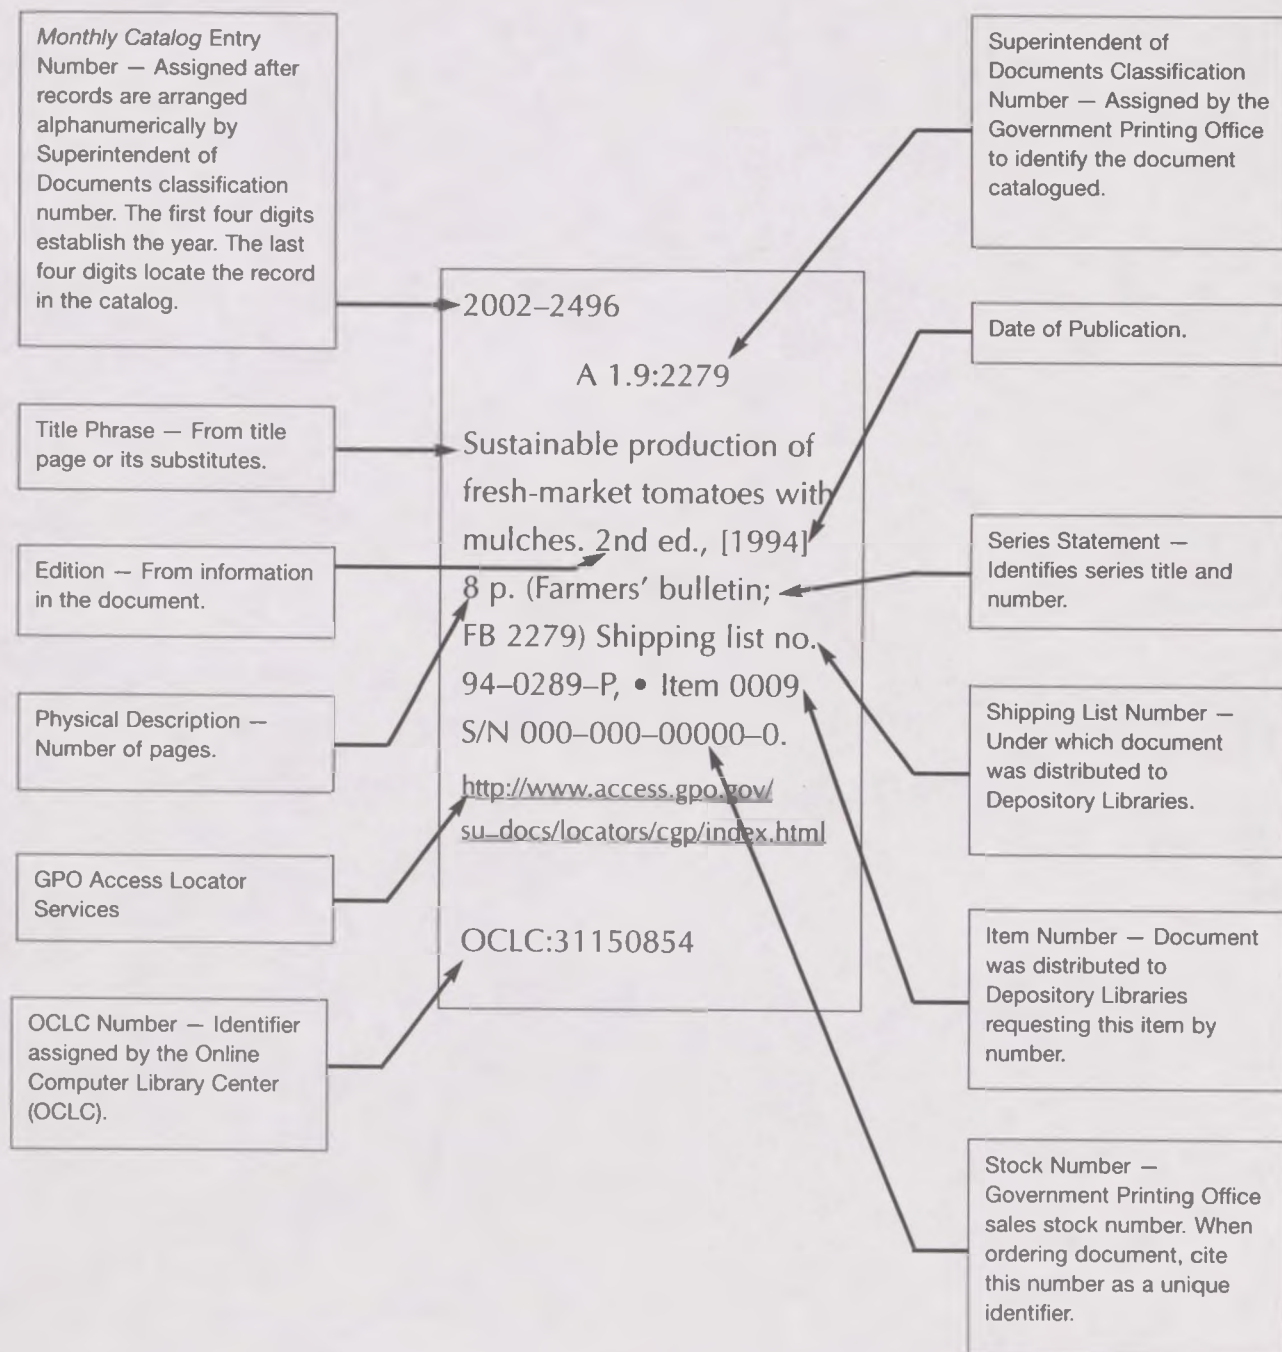 Monthly Catalog Entry
Number — Assigned after
records are arranged
alphanumerically by
Superintendent of
Documents classification
number. The first four digits
establish the year. The last
four digits locate the record
in the catalog.
Title Phrase — From title
page or its substitutes.
Edition — From information
in the document.
Physical Description —
Number of pages.
GPO Access Locator
Services
OCLC Number — Identifier
assigned by the Online
Computer Library Center
(OCLC).
2002–2496
A 1.9:2279
Sustainable production of
fresh-market tomatoes with
mulches. 2nd ed., [1994]
8 p. (Farmers’ bulletin;
FB 2279) Shipping list no.
94–0289–P, • Item 0009
S/N 000–000–00000–0.
http://www.access.gpo.gov/
su_docs/locators/cgp/index.html
OCLC:31150854
Superintendent of
Documents Classification
Number — Assigned by the
Government Printing Office
to identify the document
catalogued.
Date of Publication.
Series Statement —
Identifies series title and
number.
Shipping List Number —
Under which document
was distributed to
Depository Libraries.
Item Number — Document
was distributed to
Depository Libraries
requesting this item by
number.
Stock Number —
Government Printing Office
sales stock number. When
ordering document, cite
this number as a unique
identifier.